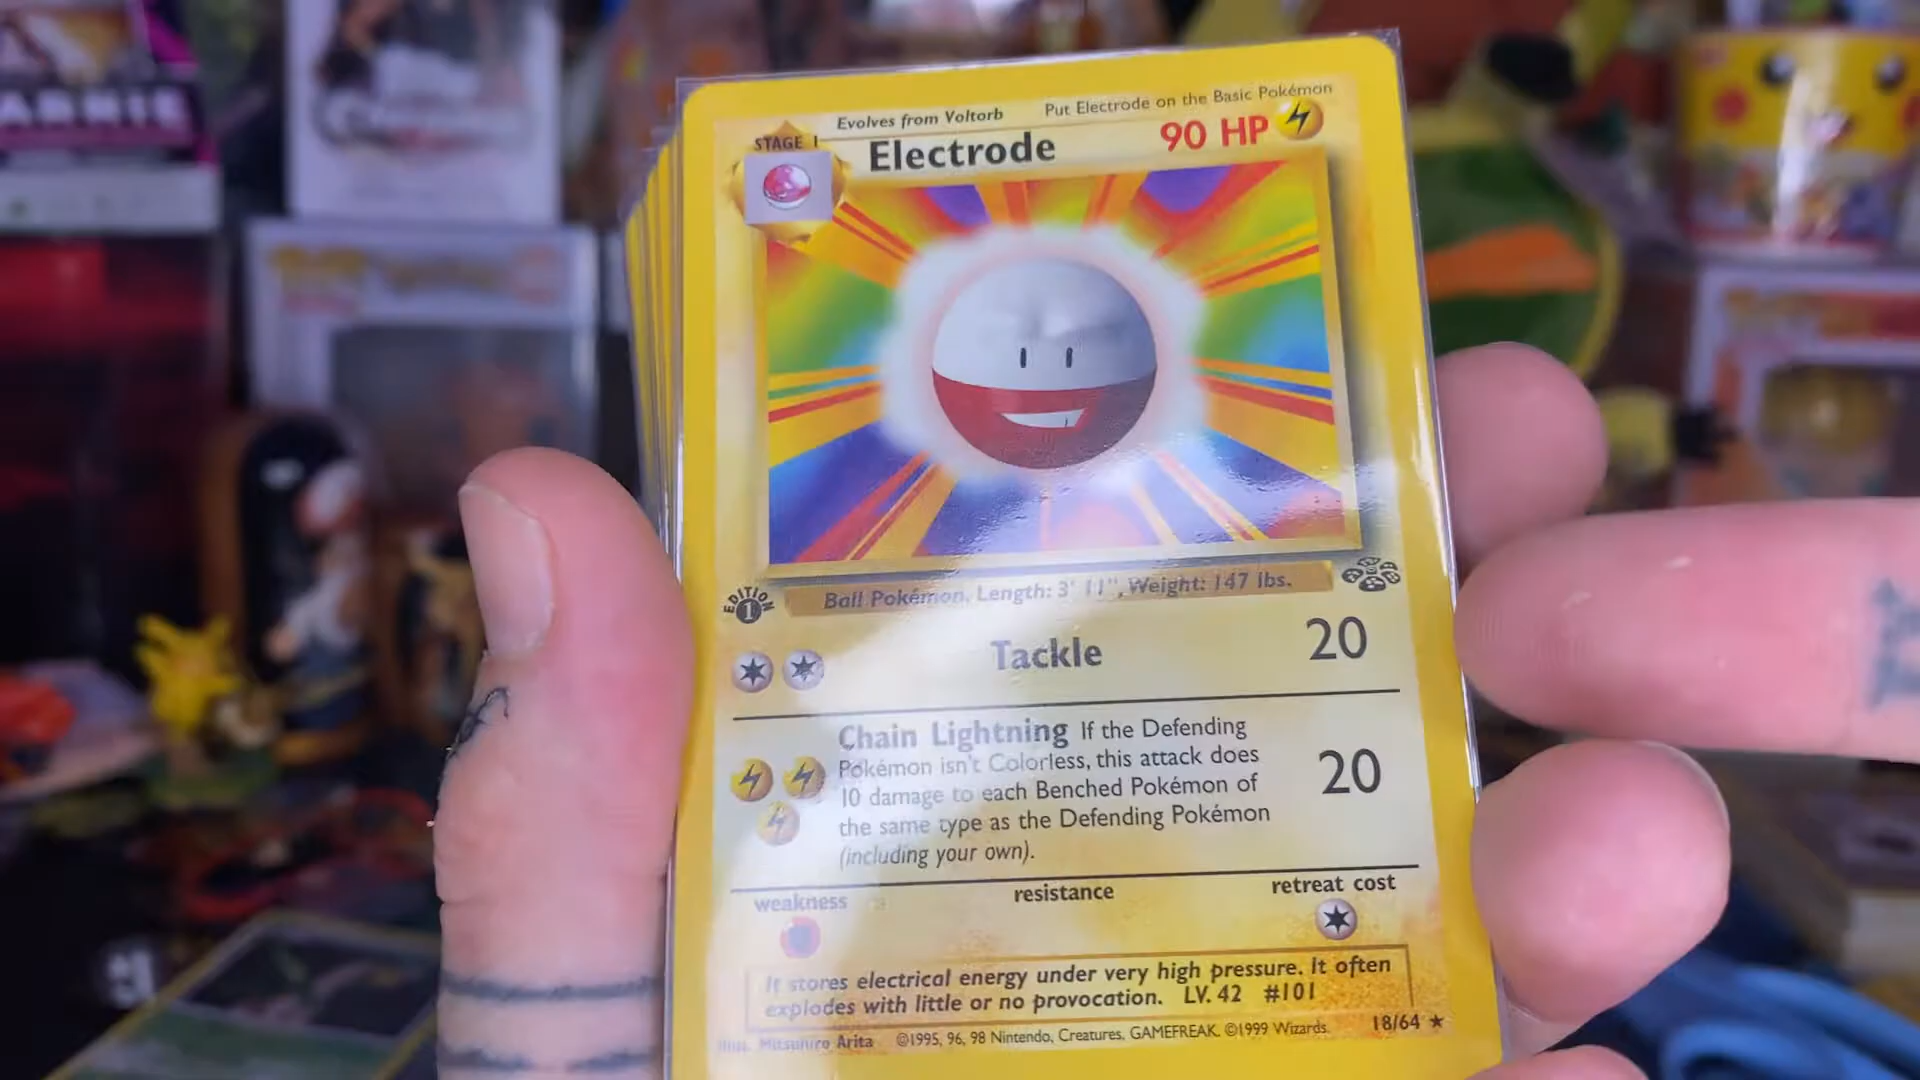 ARNIE
Evolves from Voltorb
Put Electrode on the Basic Pokémon
STAGE 1
Electrode
90 HP
EDITION
1
Ball Pokémon, Length: 3' 11", Weight: 147 lbs.
Tackle
20
Chain Lightning If the Defending
Pokémon isn't Colorless, this attack does
10 damage to each Benched Pokémon of
the same type as the Defending Pokémon
(including your own).
20
weakness
resistance
retreat cost
It stores electrical energy under very high pressure. It often
explodes with little or no provocation. LV. 42 #101
Illus. Mitsuhiro Arita ©1995, 96, 98 Nintendo, Creatures, GAMEFREAK. ©1999 Wizards.
18/64 ★